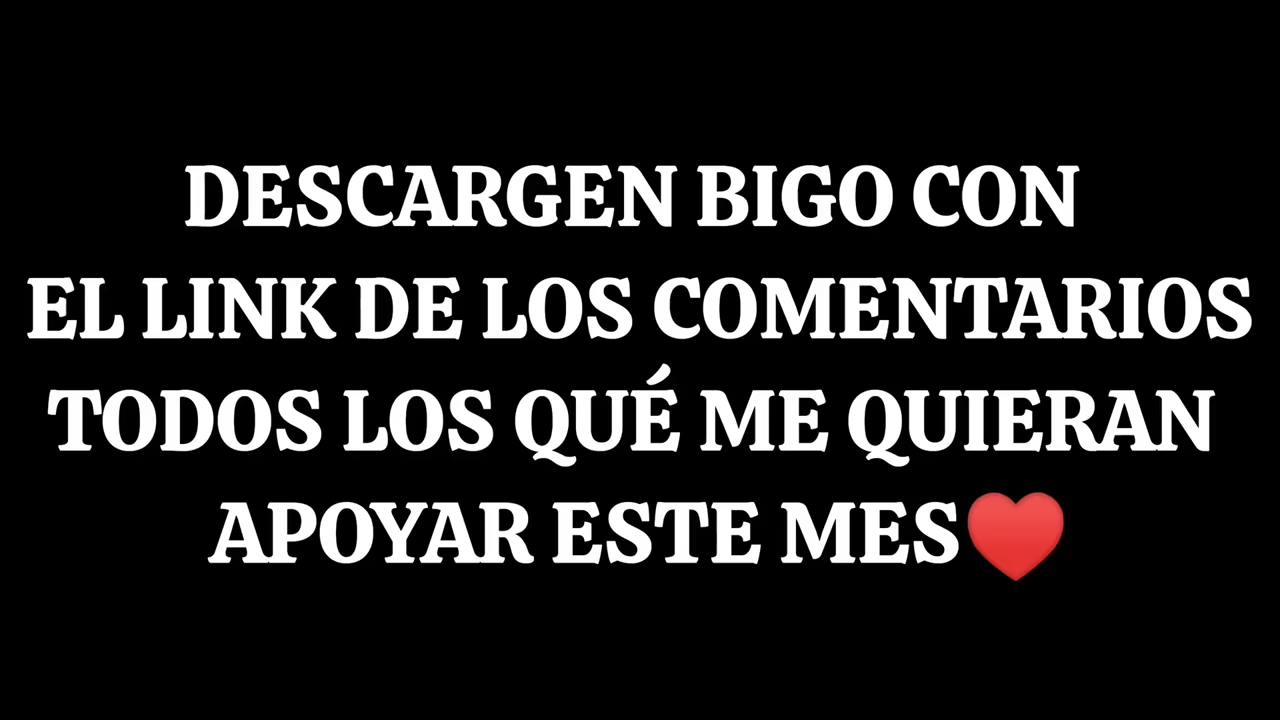 DESCARGEN BIGO CON
EL LINK DE LOS COMENTARIOS
TODOS LOS QUÉ ME QUIERAN
APOYAR ESTE MES❤️